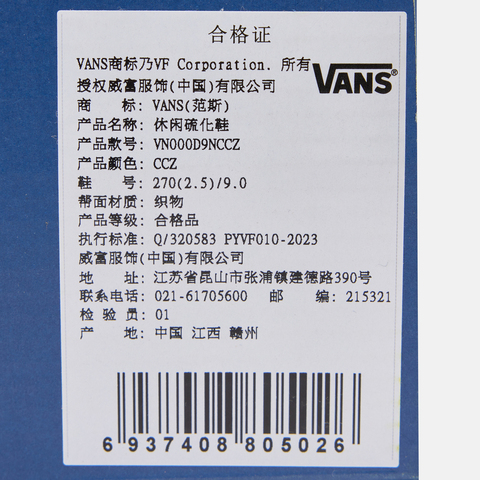 合格证
VANS商标乃VF Corporation. 所有
授权威富服饰(中国)有限公司
VANS®
商 标: VANS(范斯)
产品名称: 休闲硫化鞋
产品款号: VN000D9NCCZ
产品颜色: CCZ
鞋 号: 270(2.5)/9.0
帮面材质: 织物
产品等级: 合格品
执行标准: Q/320583 PYVF010-2023
威富服饰(中国)有限公司
地 址: 江苏省昆山市张浦镇建德路390号
联系电话: 021-61705600 邮 编: 215321
检 验 员: 01
产 地: 中国 江西 赣州
6 937408 805026